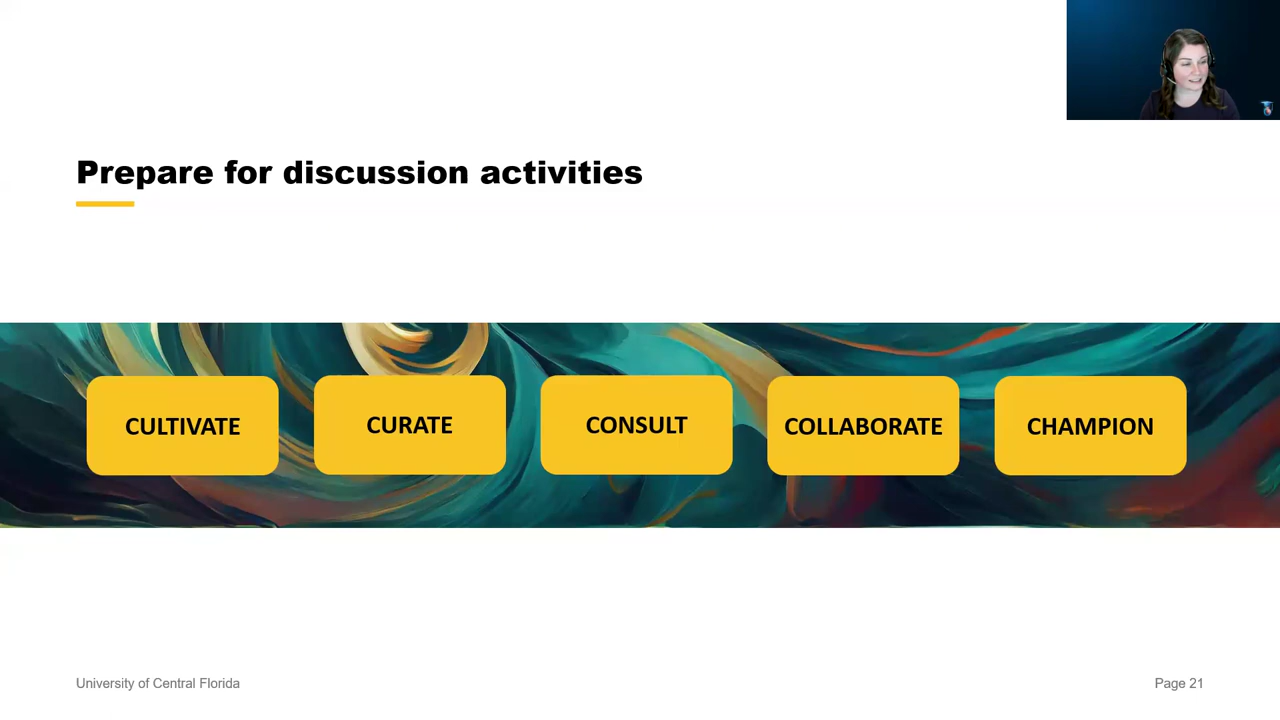 Prepare for discussion activities
CULTIVATE
CURATE
CONSULT
COLLABORATE
CHAMPION
University of Central Florida
Page 21